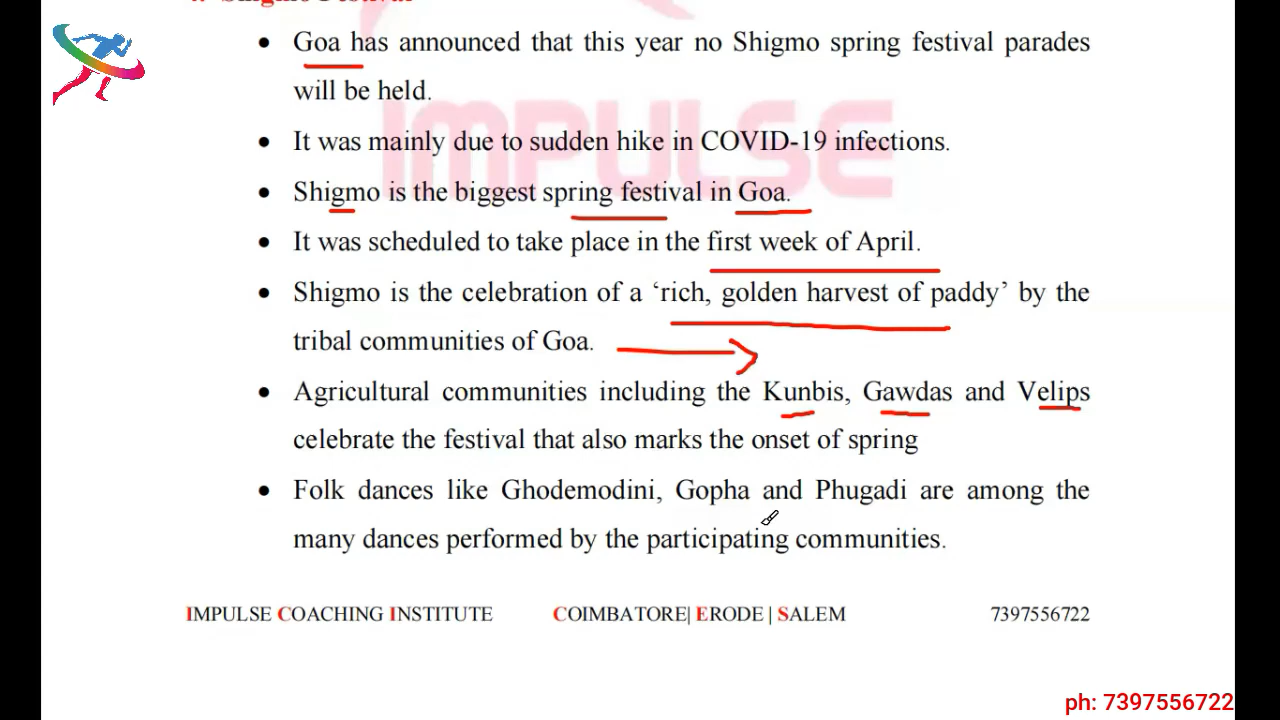 Shigmo Festival
• Goa has announced that this year no Shigmo spring festival parades
will be held.
• It was mainly due to sudden hike in COVID-19 infections.
• Shigmo is the biggest spring festival in Goa.
• It was scheduled to take place in the first week of April.
• Shigmo is the celebration of a ‘rich, golden harvest of paddy’ by the
tribal communities of Goa.
• Agricultural communities including the Kunbis, Gawdas and Velips
celebrate the festival that also marks the onset of spring
• Folk dances like Ghodemodini, Gopha and Phugadi are among the
many dances performed by the participating communities.
IMPULSE
IMPULSE COACHING INSTITUTE COIMBATORE| ERODE | SALEM 7397556722
ph: 7397556722